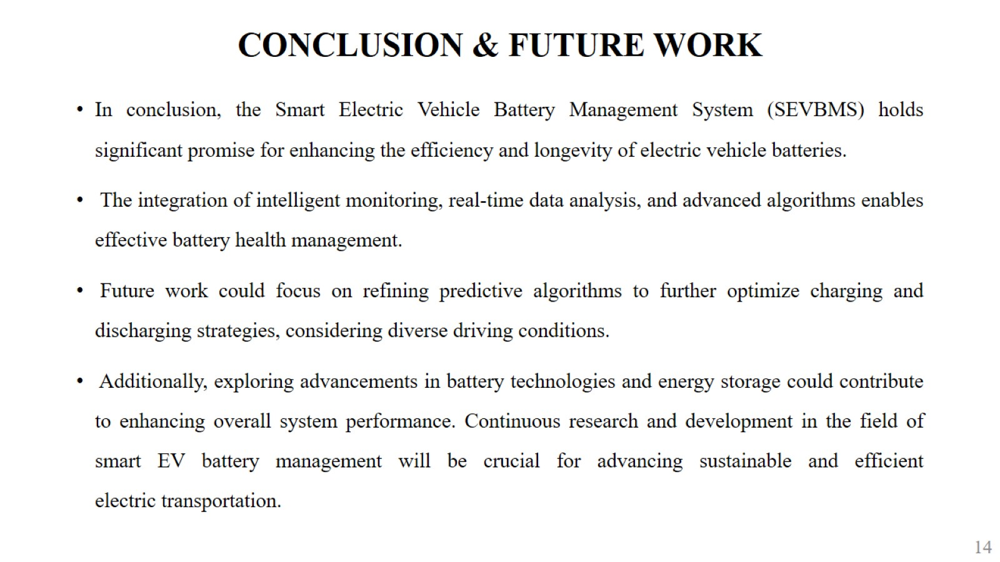 CONCLUSION & FUTURE WORK
• In conclusion, the Smart Electric Vehicle Battery Management System (SEVBMS) holds
significant promise for enhancing the efficiency and longevity of electric vehicle batteries.
• The integration of intelligent monitoring, real-time data analysis, and advanced algorithms enables
effective battery health management.
• Future work could focus on refining predictive algorithms to further optimize charging and
discharging strategies, considering diverse driving conditions.
• Additionally, exploring advancements in battery technologies and energy storage could contribute
to enhancing overall system performance. Continuous research and development in the field of
smart EV battery management will be crucial for advancing sustainable and efficient
electric transportation.
14